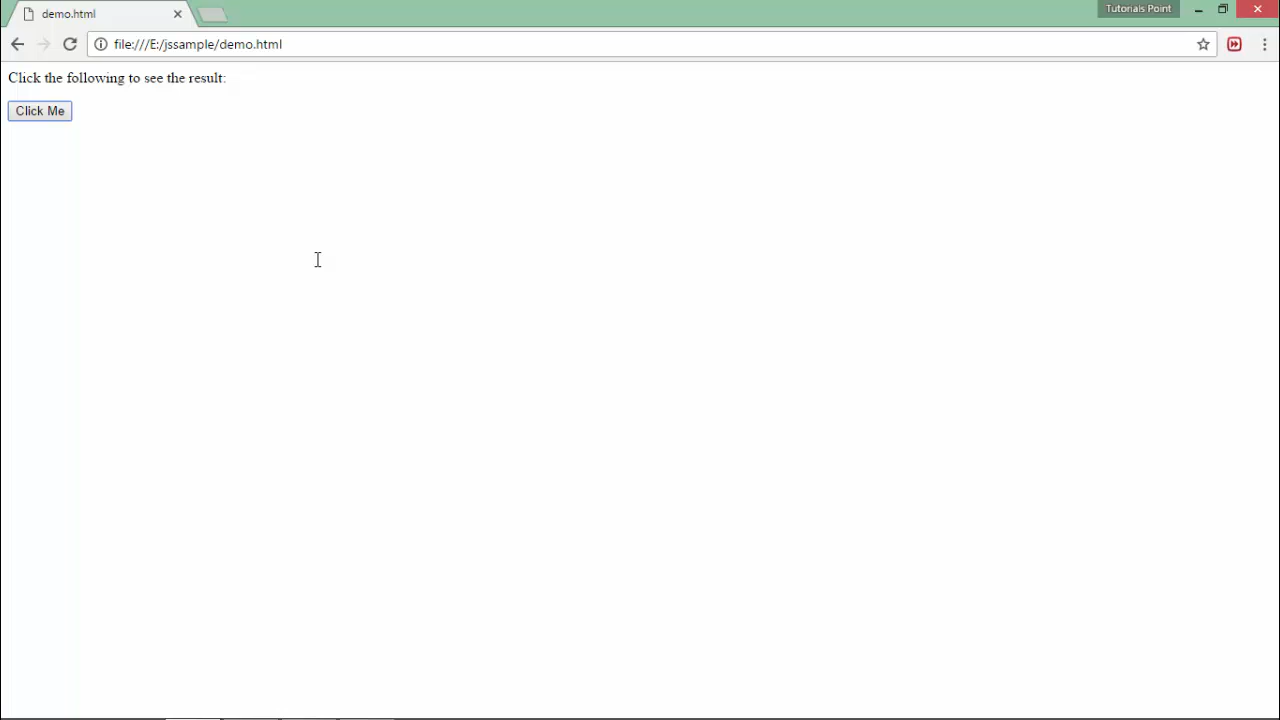 demo.html
Tutorials Point
file:///E:/jssample/demo.html
Click the following to see the result:
Click Me